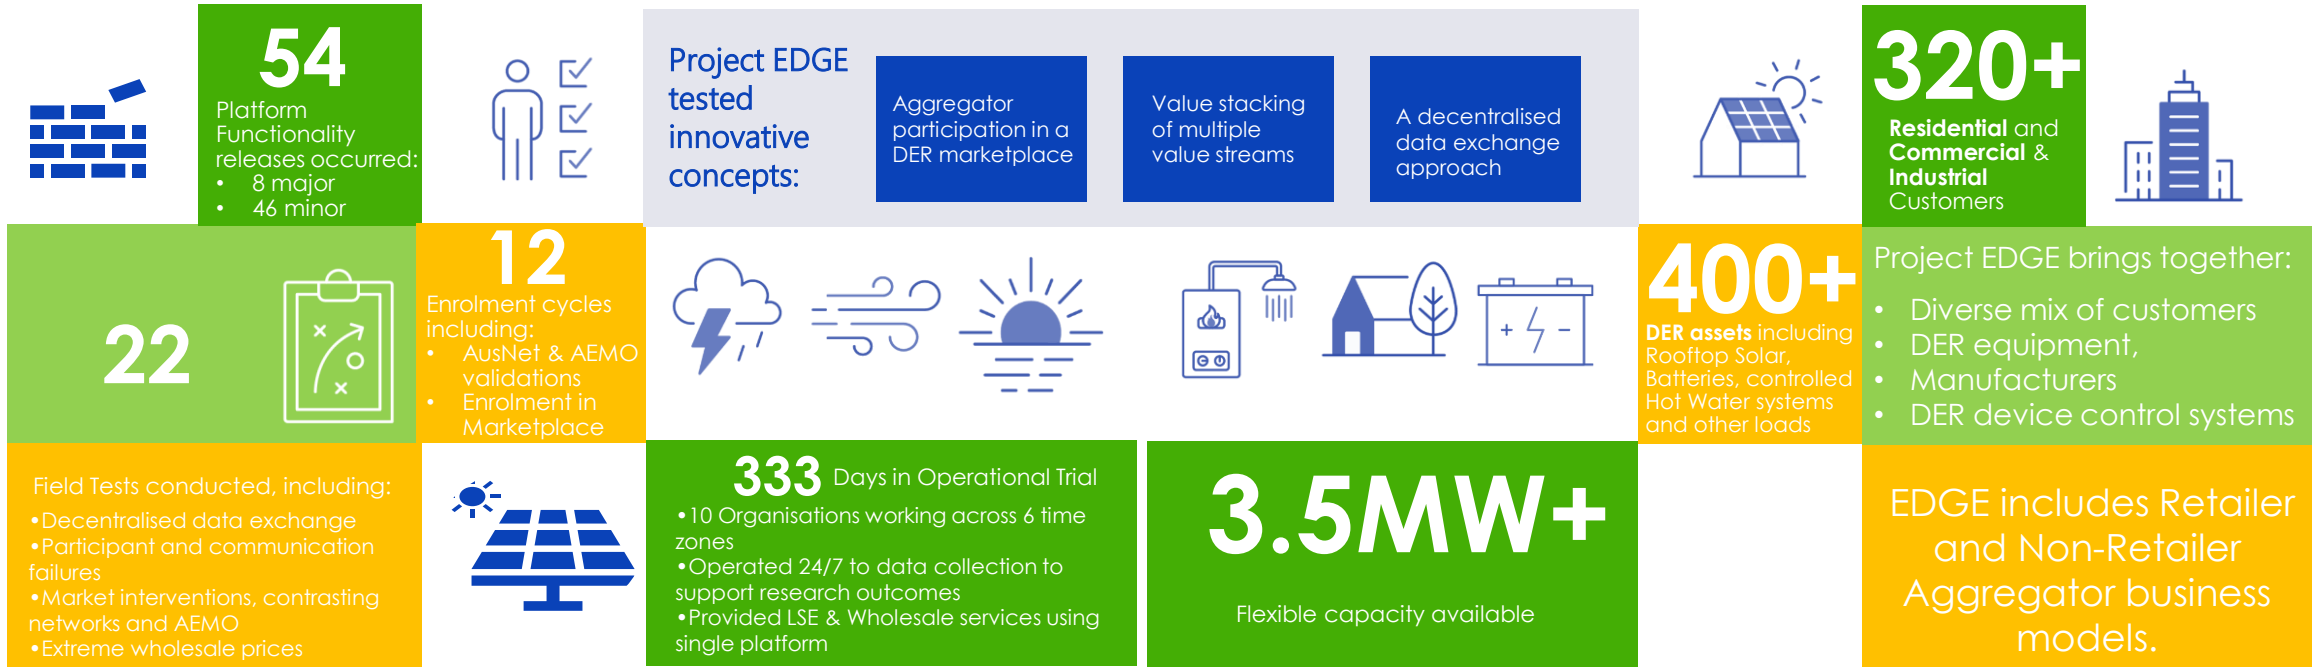 54
Platform
Functionality
releases occurred:
• 8 major
• 46 minor
Project EDGE
tested
innovative
concepts:
Aggregator
participation in a
DER marketplace
Value stacking
of multiple
value streams
A decentralised
data exchange
approach
320+
Residential and
Commercial &
Industrial
Customers
22
12
Enrolment cycles
including:
• AusNet & AEMO
validations
• Enrolment in
Marketplace
400+
DER assets including
Rooftop Solar,
Batteries, controlled
Hot Water systems
and other loads
Project EDGE brings together:
• Diverse mix of customers
• DER equipment,
• Manufacturers
• DER device control systems
Field Tests conducted, including:
•Decentralised data exchange
•Participant and communication
failures
•Market interventions, contrasting
networks and AEMO
•Extreme wholesale prices
333 Days in Operational Trial
•10 Organisations working across 6 time
zones
•Operated 24/7 to data collection to
support research outcomes
•Provided LSE & Wholesale services using
single platform
3.5MW+
Flexible capacity available
EDGE includes Retailer
and Non-Retailer
Aggregator business
models.